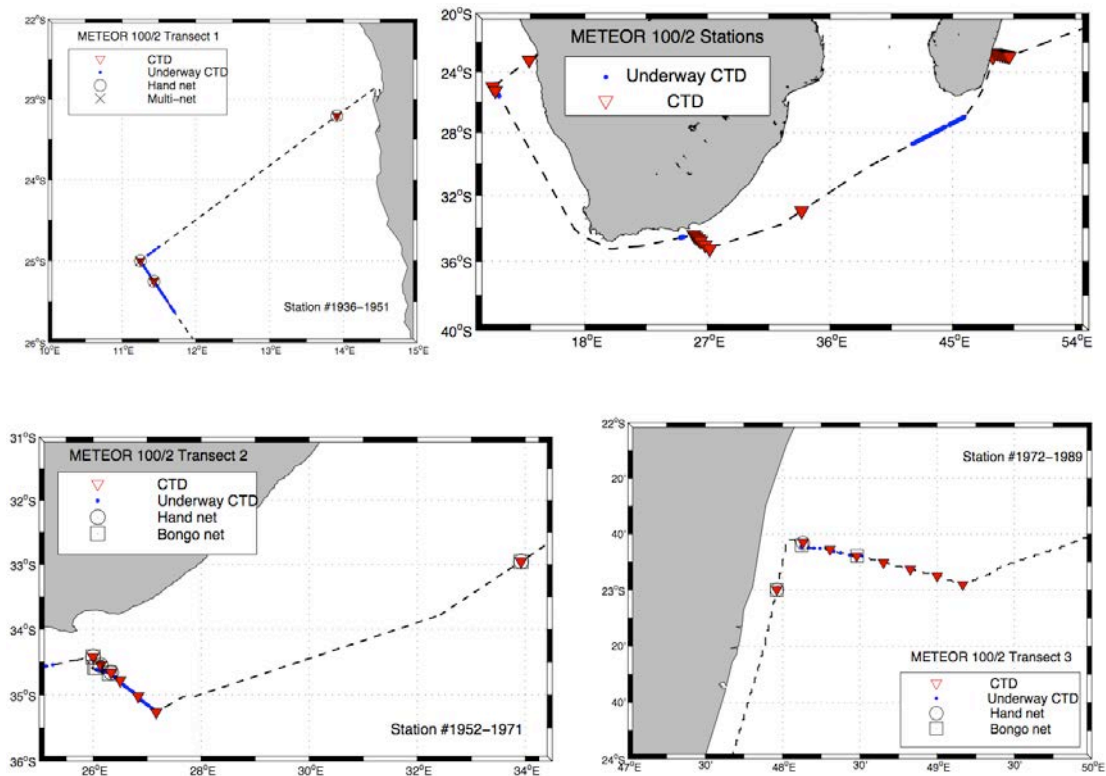 22°S
METEOR 100/2 Transect 1
CTD
Underway CTD
Hand net
Multi-net
23°S
24°S
25°S
Station #1936-1951
26°S
10°E 11°E 12°E 13°E 14°E 15°E
20°S
METEOR 100/2 Stations
Underway CTD
CTD
24°S
28°S
32°S
36°S
40°S
18°E 27°E 36°E 45°E 54°E
31°S
METEOR 100/2 Transect 2
CTD
Underway CTD
Hand net
Bongo net
32°S
33°S
34°S
35°S
Station #1952-1971
36°S
26°E 28°E 30°E 32°E 34°E
22°S
Station #1972-1989
20'
40'
23°S
20'
METEOR 100/2 Transect 3
CTD
Underway CTD
Hand net
Bongo net
40'
24°S
47°E 30' 48°E 30' 49°E 30' 50°E